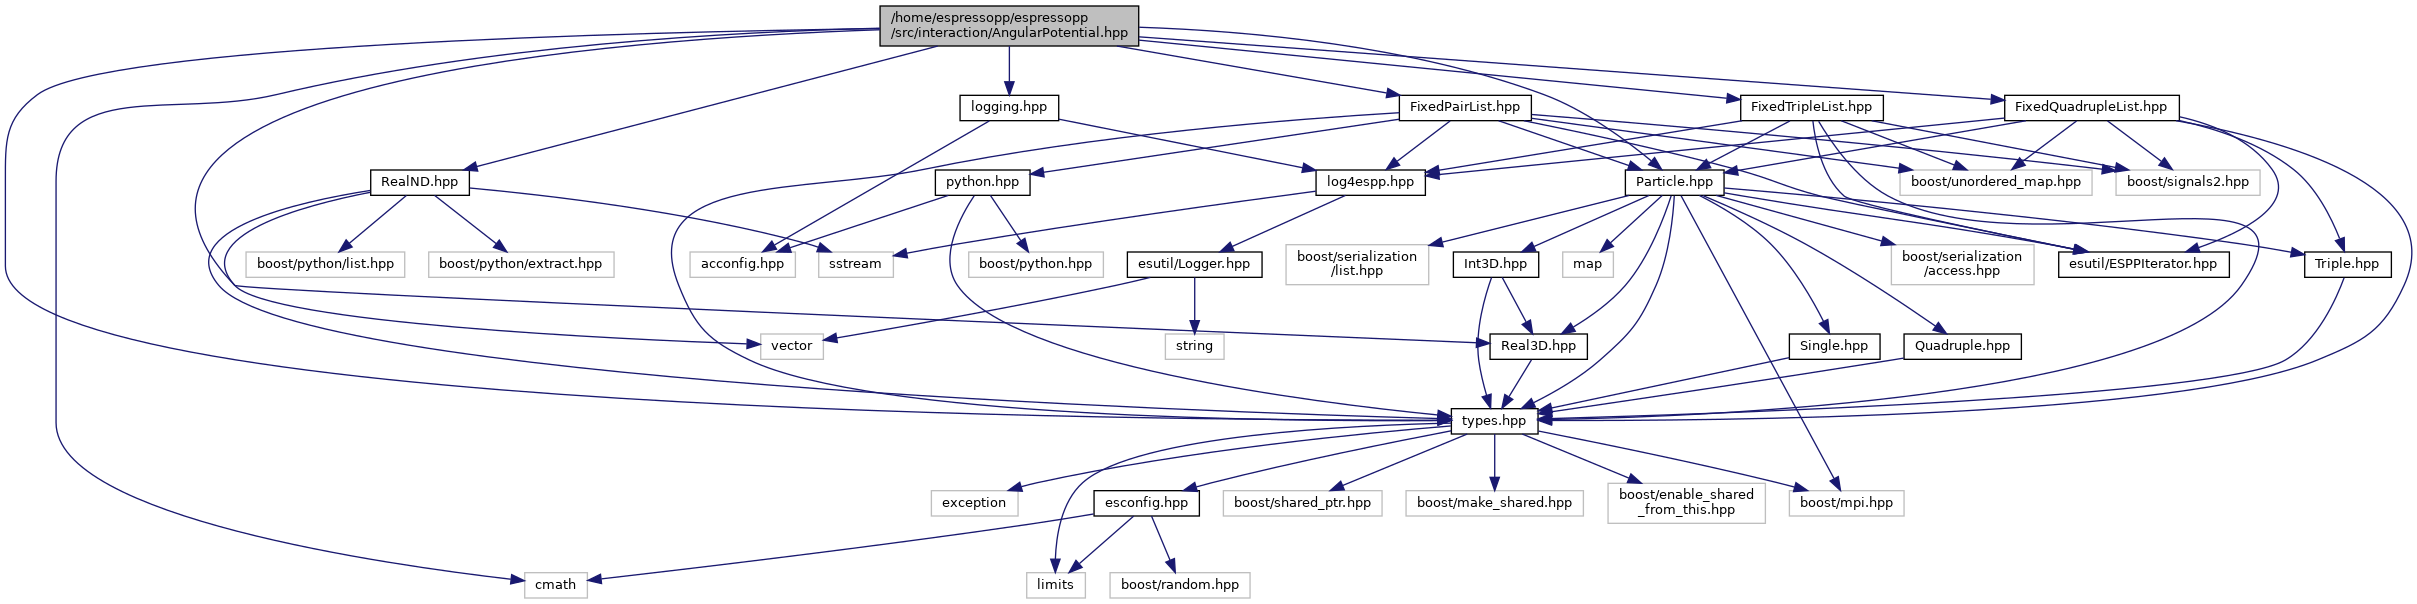 /home/espressopp/espressopp
/src/interaction/AngularPotential.hpp
logging.hpp
FixedPairList.hpp
FixedTripleList.hpp
FixedQuadrupleList.hpp
RealND.hpp
python.hpp
log4espp.hpp
Particle.hpp
boost/unordered_map.hpp
boost/signals2.hpp
boost/python/list.hpp
boost/python/extract.hpp
acconfig.hpp
sstream
boost/python.hpp
esutil/Logger.hpp
boost/serialization
/list.hpp
Int3D.hpp
map
boost/serialization
/access.hpp
esutil/ESPPIterator.hpp
Triple.hpp
vector
string
Real3D.hpp
Single.hpp
Quadruple.hpp
types.hpp
exception
esconfig.hpp
boost/shared_ptr.hpp
boost/make_shared.hpp
boost/enable_shared
_from_this.hpp
boost/mpi.hpp
cmath
limits
boost/random.hpp